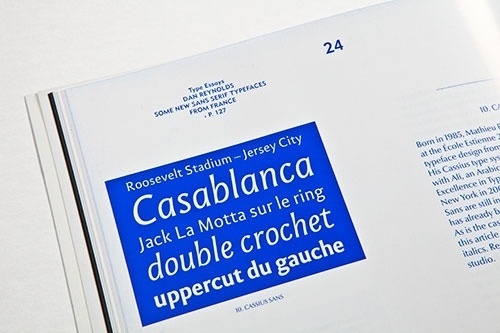 24
Type Essays
DAN REYNOLDS
SOME NEW SANS SERIF TYPEFACES
FROM FRANCE
• P. 127
Roosevelt Stadium – Jersey City
Casablanca
Jack La Motta sur le ring
double crochet
uppercut du gauche
10. CASSIUS SANS
10. CA
Born in 1985, Mathieu
at the École Estienne
typeface design from
His Cassius type
with Ali, an Arabi
Excellence in Typ
New York in 20
Sans are still in
has already b
As is the cas
this article
italics. Re
studio.